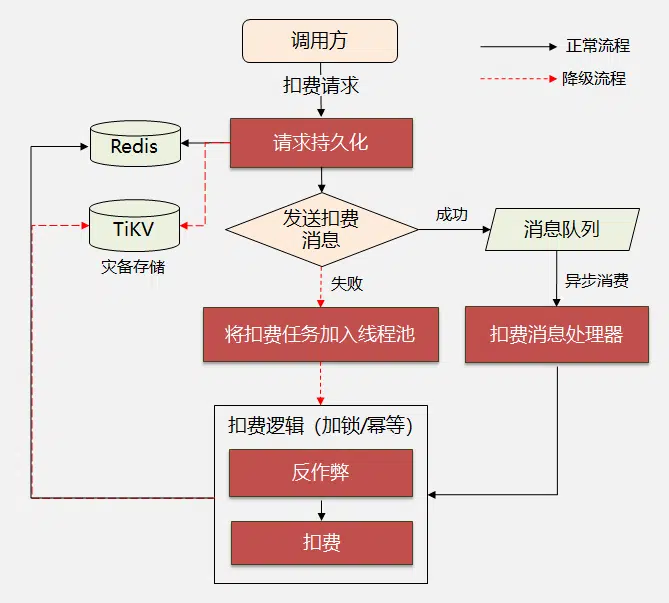 调用方
正常流程
降级流程
扣费请求
请求持久化
Redis
TiKV
灾备存储
发送扣费
消息
成功
消息队列
失败
异步消费
将扣费任务加入线程池
扣费消息处理器
扣费逻辑（加锁/幂等）
反作弊
扣费